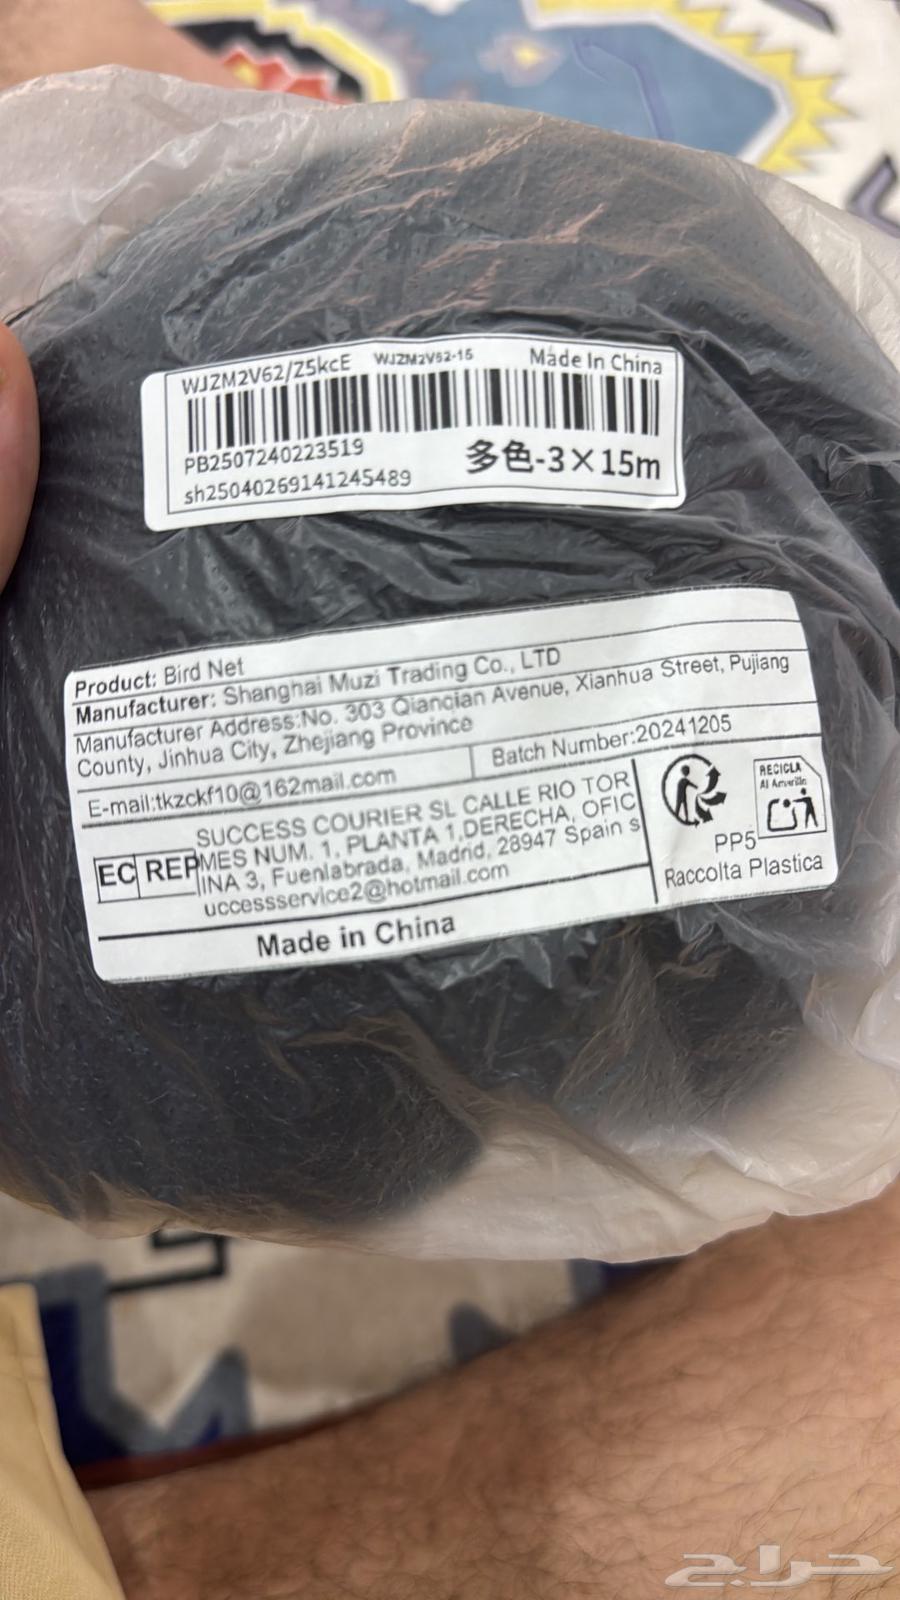 WJZM2V62/Z5kcE WJZM2V52-15 Made In China
PB2507240223519
多色-3×15m
sh25040269141245489
Product: Bird Net
Manufacturer: Shanghai Muzi Trading Co., LTD
Manufacturer Address:No. 303 Qianqian Avenue, Xianhua Street, Pujiang
County, Jinhua City, Zhejiang Province
E-mail:tkzckf10@162mail.com
Batch Number:20241205
EC REP
SUCCESS COURIER SL CALLE RIO TOR
MES NUM. 1, PLANTA 1,DERECHA, OFIC
INA 3, Fuenlabrada, Madrid, 28947 Spain s
uccessservice2@hotmail.com
RECICLA
Al Amarillo
PP5
Raccolta Plastica
Made in China
حراج